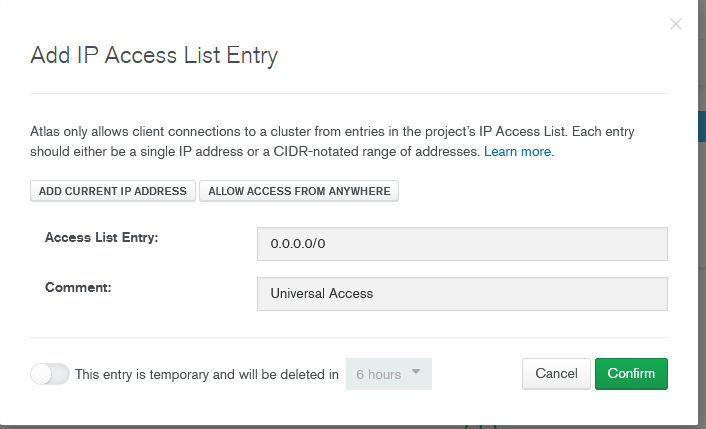 Add IP Access List Entry
Atlas only allows client connections to a cluster from entries in the project's IP Access List. Each entry
should either be a single IP address or a CIDR-notated range of addresses. Learn more.
ADD CURRENT IP ADDRESS ALLOW ACCESS FROM ANYWHERE
Access List Entry: 0.0.0.0/0
Comment: Universal Access
This entry is temporary and will be deleted in 6 hours Cancel Confirm